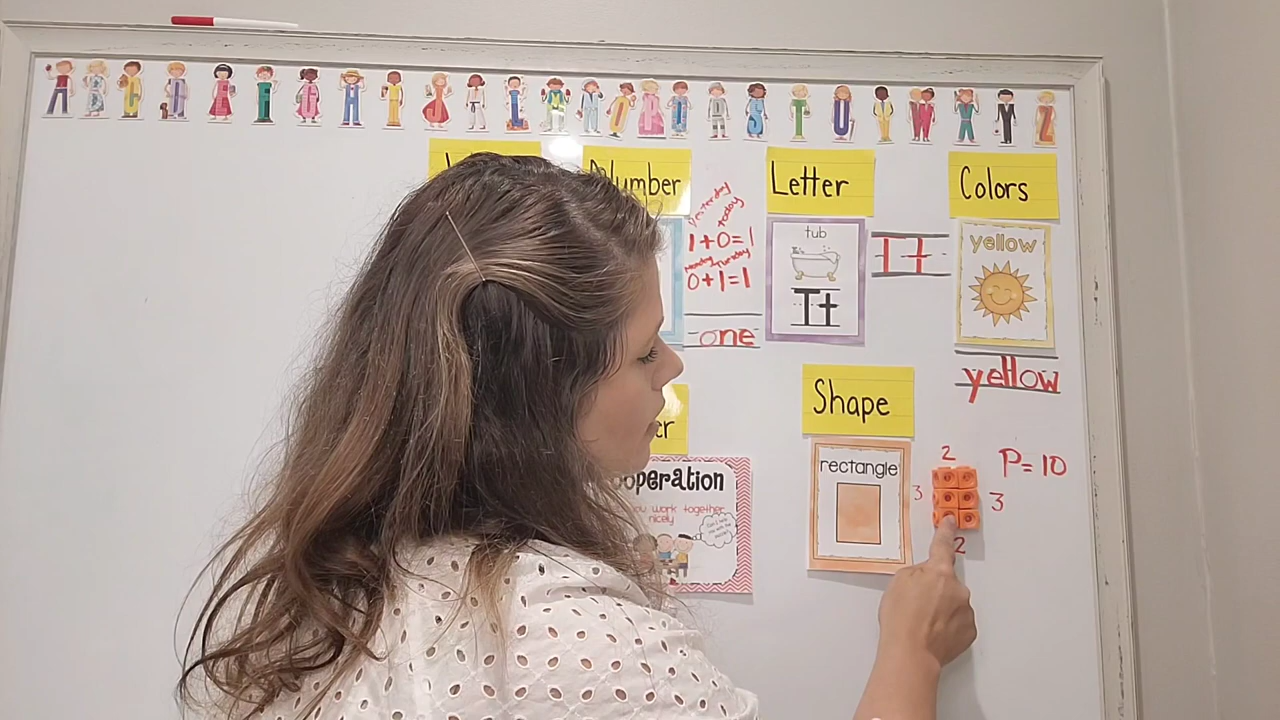 Number
Letter
Colors
Yesterday
today
1+0=1
Monday Tuesday
0+1=1
one
tub
Tt
Tt
yellow
yellow
Shape
rectangle
2
3
3
2
P=10
operation
you work together
nicely